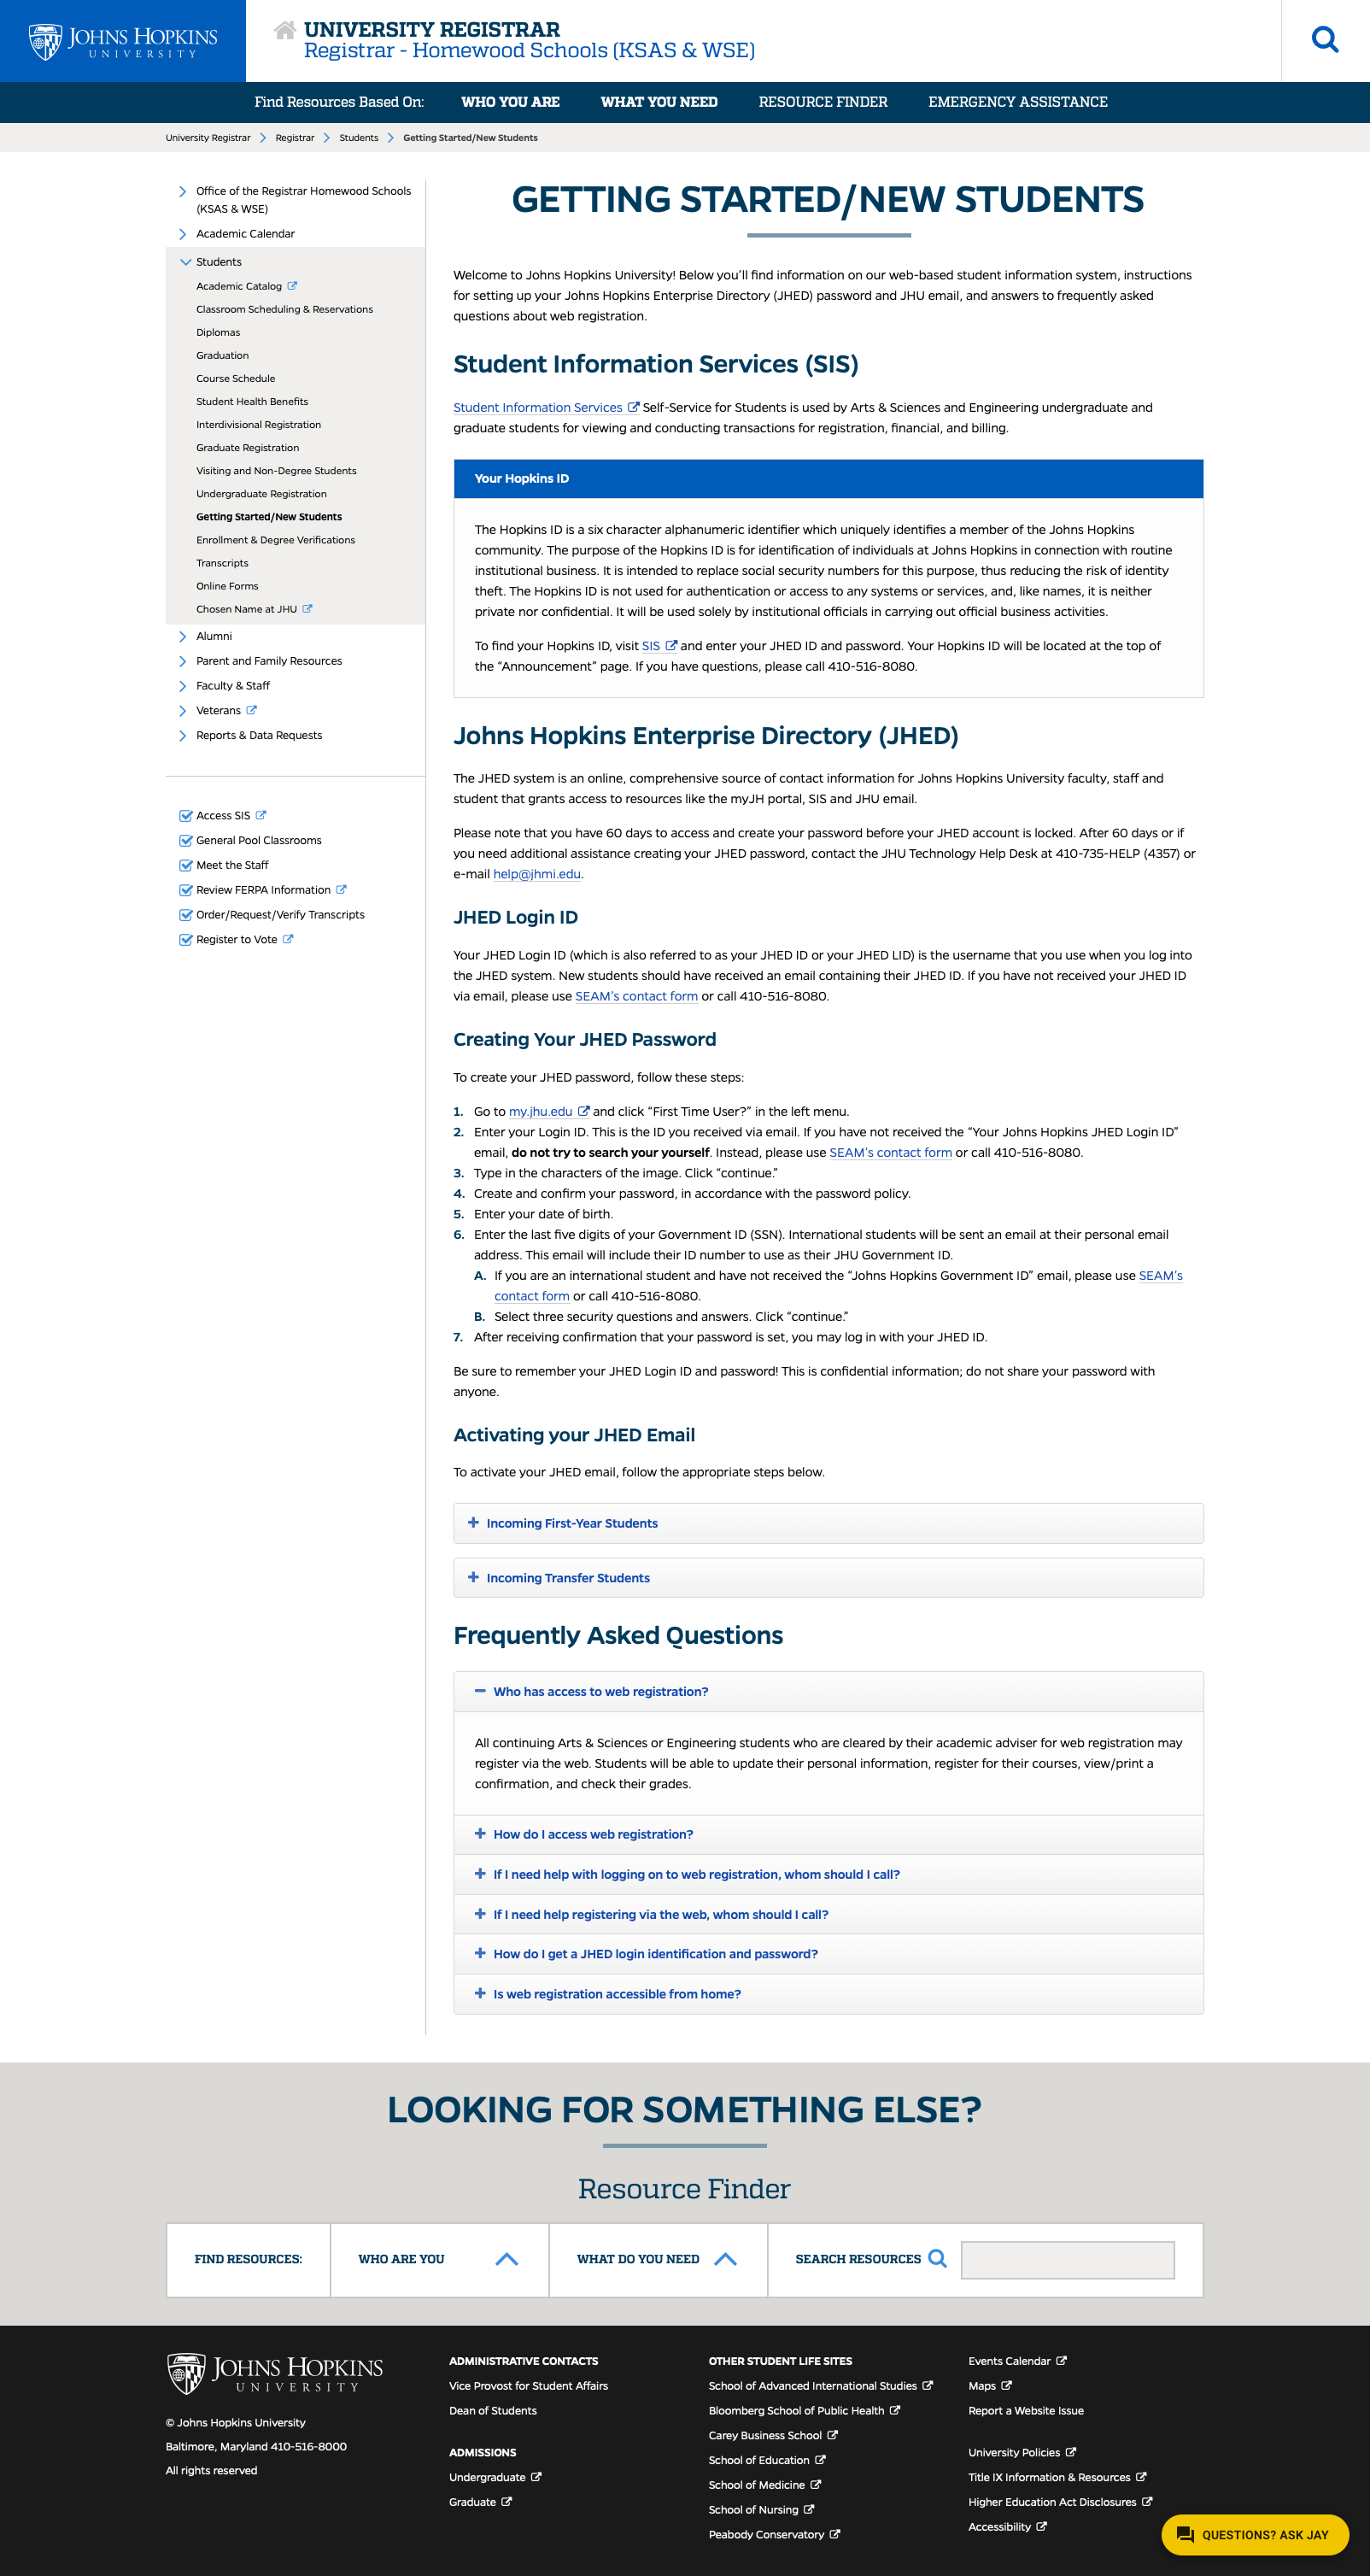 JOHNS HOPKINS
UNIVERSITY
UNIVERSITY REGISTRAR
Registrar - Homewood Schools (KSAS & WSE)
Find Resources Based On:
WHO YOU ARE
WHAT YOU NEED
RESOURCE FINDER
EMERGENCY ASSISTANCE
University Registrar
Registrar
Students
Getting Started/New Students
Office of the Registrar Homewood Schools
(KSAS & WSE)
Academic Calendar
Students
Academic Catalog
Classroom Scheduling & Reservations
Diplomas
Graduation
Course Schedule
Student Health Benefits
Interdivisional Registration
Graduate Registration
Visiting and Non-Degree Students
Undergraduate Registration
Getting Started/New Students
Enrollment & Degree Verifications
Transcripts
Online Forms
Chosen Name at JHU
Alumni
Parent and Family Resources
Faculty & Staff
Veterans
Reports & Data Requests
Access SIS
General Pool Classrooms
Meet the Staff
Review FERPA Information
Order/Request/Verify Transcripts
Register to Vote
GETTING STARTED/NEW STUDENTS
Welcome to Johns Hopkins University! Below you’ll find information on our web-based student information system, instructions
for setting up your Johns Hopkins Enterprise Directory (JHED) password and JHU email, and answers to frequently asked
questions about web registration.
Student Information Services (SIS)
Student Information Services Self-Service for Students is used by Arts & Sciences and Engineering undergraduate and
graduate students for viewing and conducting transactions for registration, financial, and billing.
Your Hopkins ID
The Hopkins ID is a six character alphanumeric identifier which uniquely identifies a member of the Johns Hopkins
community. The purpose of the Hopkins ID is for identification of individuals at Johns Hopkins in connection with routine
institutional business. It is intended to replace social security numbers for this purpose, thus reducing the risk of identity
theft. The Hopkins ID is not used for authentication or access to any systems or services, and, like names, it is neither
private nor confidential. It will be used solely by institutional officials in carrying out official business activities.
To find your Hopkins ID, visit SIS and enter your JHED ID and password. Your Hopkins ID will be located at the top of
the “Announcement” page. If you have questions, please call 410-516-8080.
Johns Hopkins Enterprise Directory (JHED)
The JHED system is an online, comprehensive source of contact information for Johns Hopkins University faculty, staff and
student that grants access to resources like the myJH portal, SIS and JHU email.
Please note that you have 60 days to access and create your password before your JHED account is locked. After 60 days or if
you need additional assistance creating your JHED password, contact the JHU Technology Help Desk at 410-735-HELP (4357) or
e-mail help@jhmi.edu.
JHED Login ID
Your JHED Login ID (which is also referred to as your JHED ID or your JHED LID) is the username that you use when you log into
the JHED system. New students should have received an email containing their JHED ID. If you have not received your JHED ID
via email, please use SEAM’s contact form or call 410-516-8080.
Creating Your JHED Password
To create your JHED password, follow these steps:
1. Go to my.jhu.edu and click “First Time User?” in the left menu.
2. Enter your Login ID. This is the ID you received via email. If you have not received the “Your Johns Hopkins JHED Login ID”
email, do not try to search your yourself. Instead, please use SEAM’s contact form or call 410-516-8080.
3. Type in the characters of the image. Click “continue.”
4. Create and confirm your password, in accordance with the password policy.
5. Enter your date of birth.
6. Enter the last five digits of your Government ID (SSN). International students will be sent an email at their personal email
address. This email will include their ID number to use as their JHU Government ID.
A. If you are an international student and have not received the “Johns Hopkins Government ID” email, please use SEAM’s
contact form or call 410-516-8080.
B. Select three security questions and answers. Click “continue.”
7. After receiving confirmation that your password is set, you may log in with your JHED ID.
Be sure to remember your JHED Login ID and password! This is confidential information; do not share your password with
anyone.
Activating your JHED Email
To activate your JHED email, follow the appropriate steps below.
Incoming First-Year Students
Incoming Transfer Students
Frequently Asked Questions
Who has access to web registration?
All continuing Arts & Sciences or Engineering students who are cleared by their academic adviser for web registration may
register via the web. Students will be able to update their personal information, register for their courses, view/print a
confirmation, and check their grades.
How do I access web registration?
If I need help with logging on to web registration, whom should I call?
If I need help registering via the web, whom should I call?
How do I get a JHED login identification and password?
Is web registration accessible from home?
LOOKING FOR SOMETHING ELSE?
Resource Finder
FIND RESOURCES:
WHO ARE YOU
WHAT DO YOU NEED
SEARCH RESOURCES
JOHNS HOPKINS
UNIVERSITY
© Johns Hopkins University
Baltimore, Maryland 410-516-8000
All rights reserved
ADMINISTRATIVE CONTACTS
Vice Provost for Student Affairs
Dean of Students
ADMISSIONS
Undergraduate
Graduate
OTHER STUDENT LIFE SITES
School of Advanced International Studies
Bloomberg School of Public Health
Carey Business School
School of Education
School of Medicine
School of Nursing
Peabody Conservatory
Events Calendar
Maps
Report a Website Issue
University Policies
Title IX Information & Resources
Higher Education Act Disclosures
Accessibility
QUESTIONS? ASK JAY